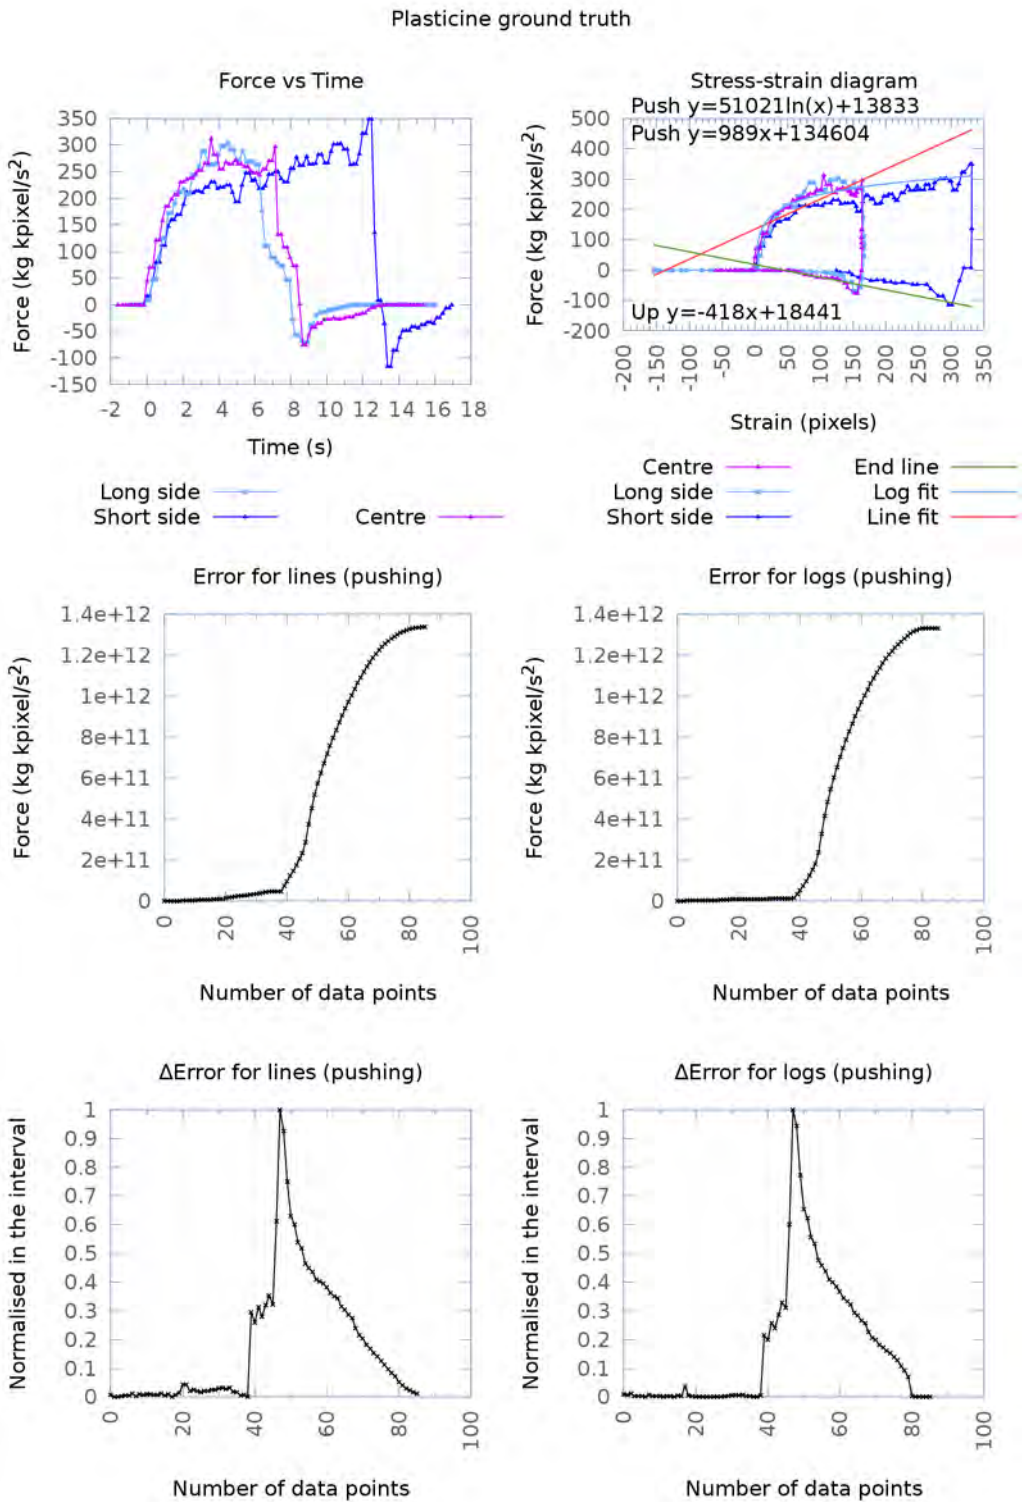 Plasticine ground truth
Force vs Time
Force (kg kpixel/s²)
350
300
250
200
150
100
50
0
-50
-100
-150
-2 0 2 4 6 8 10 12 14 16 18
Time (s)
Long side
Short side
Centre
Stress-strain diagram
Push y=51021ln(x)+13833
Push y=989x+134604
Up y=-418x+18441
Force (kg kpixel/s²)
500
400
300
200
100
0
-100
-200
-200 -150 -100 -50 0 50 100 150 200 250 300 350
Strain (pixels)
Centre
Long side
Short side
End line
Log fit
Line fit
Error for lines (pushing)
Force (kg kpixel/s²)
1.4e+12
1.2e+12
1e+12
8e+11
6e+11
4e+11
2e+11
0
0 20 40 60 80 100
Number of data points
Error for logs (pushing)
Force (kg kpixel/s²)
1.4e+12
1.2e+12
1e+12
8e+11
6e+11
4e+11
2e+11
0
0 20 40 60 80 100
Number of data points
ΔError for lines (pushing)
Normalised in the interval
1
0.9
0.8
0.7
0.6
0.5
0.4
0.3
0.2
0.1
0
0 20 40 60 80 100
Number of data points
ΔError for logs (pushing)
Normalised in the interval
1
0.9
0.8
0.7
0.6
0.5
0.4
0.3
0.2
0.1
0
0 20 40 60 80 100
Number of data points